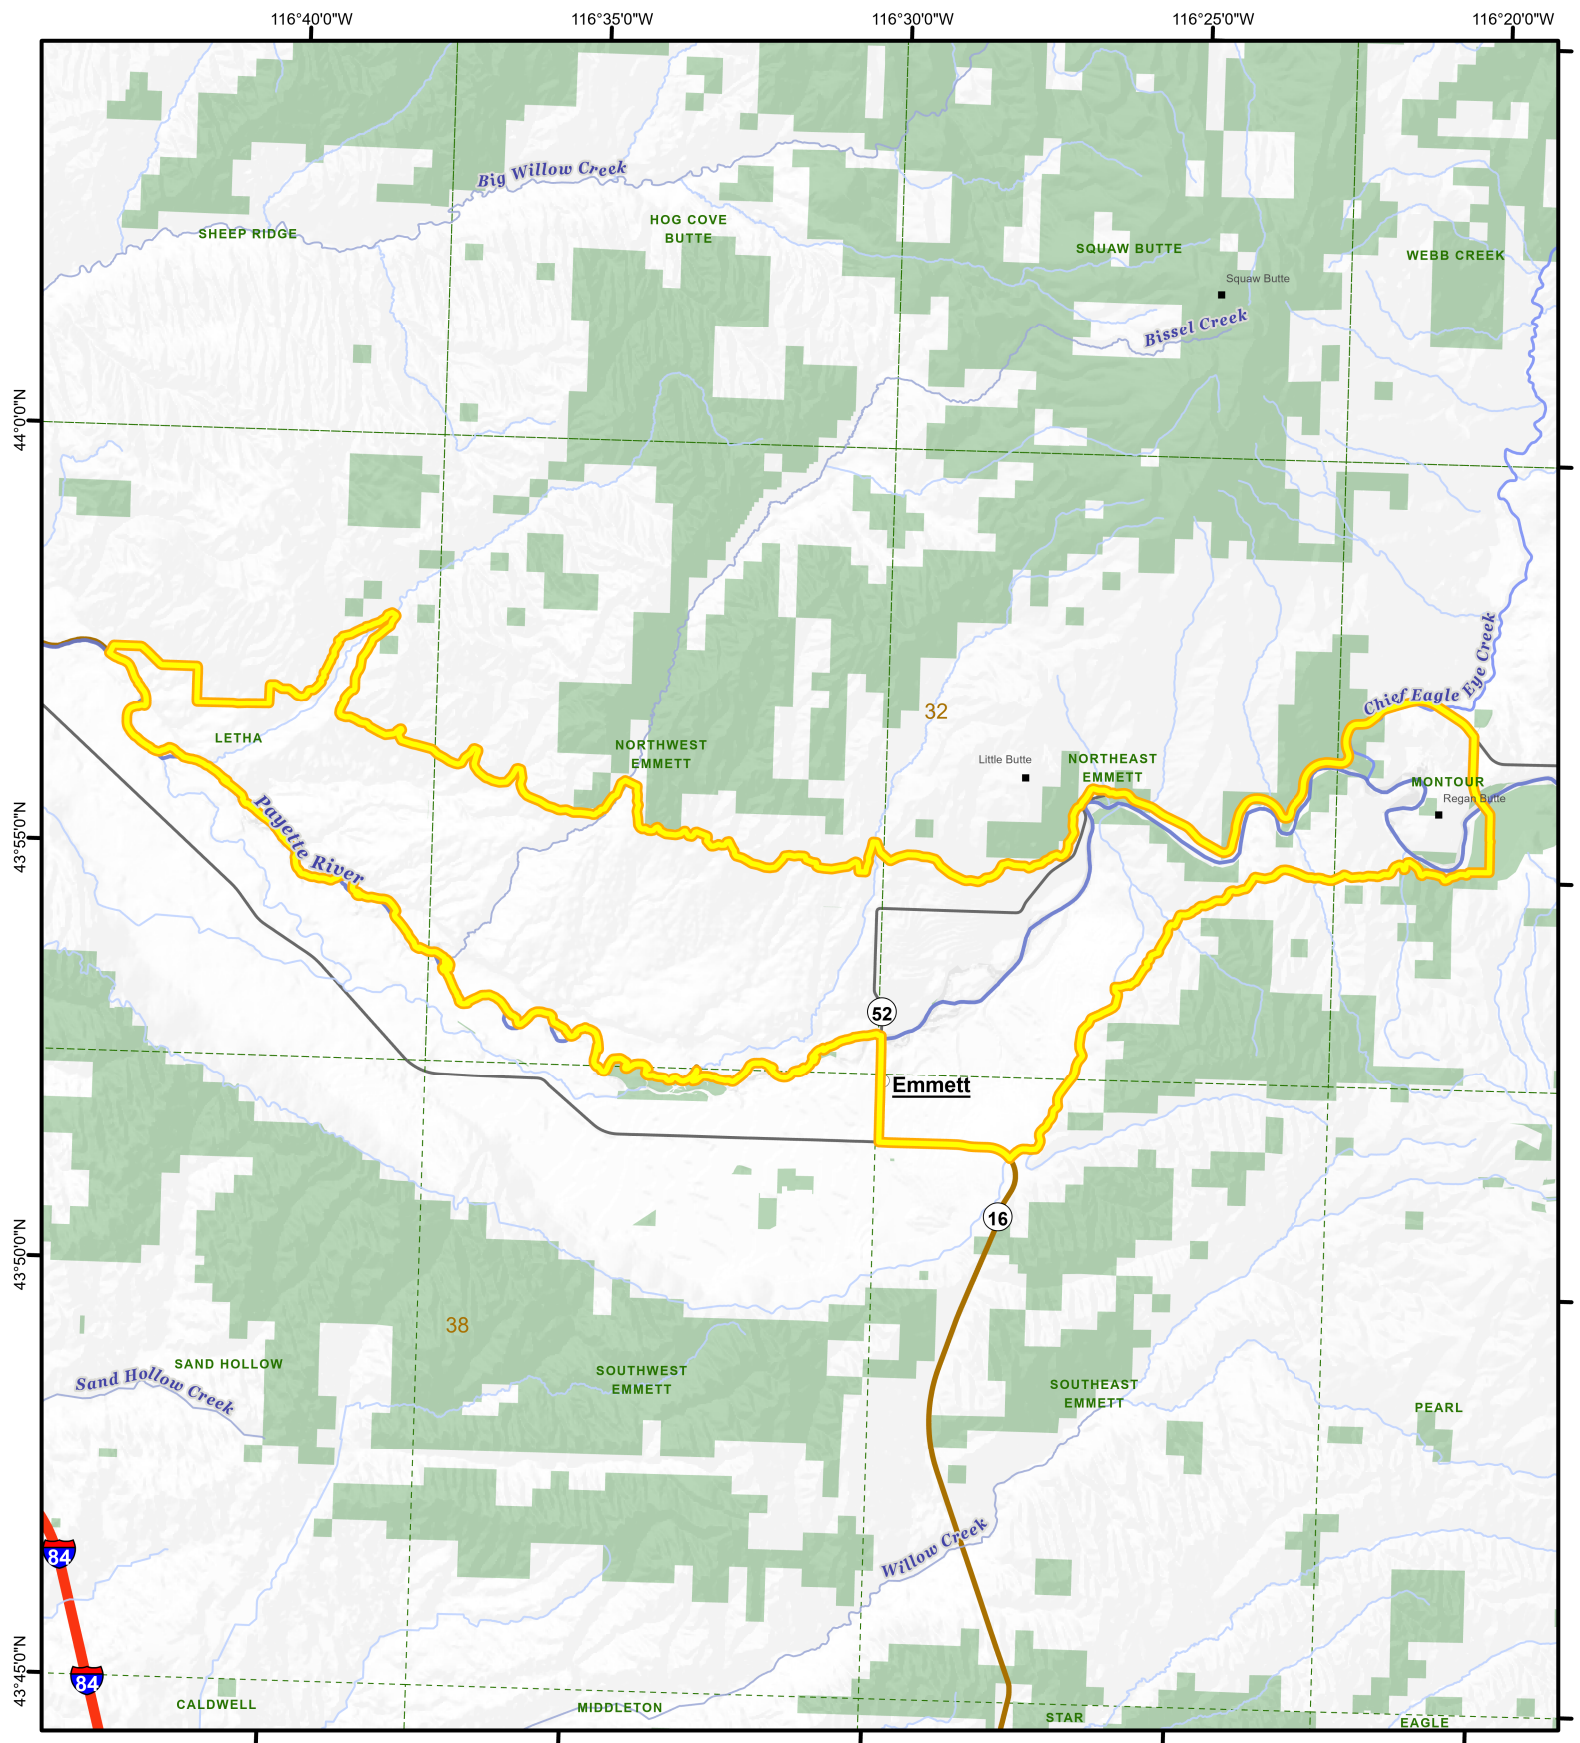 116°40'0"W
116°35'0"W
116°30'0"W
116°25'0"W
116°20'0"W
Big Willow Creek
SHEEP RIDGE
HOG COVE
BUTTE
SQUAW BUTTE
WEBB CREEK
Squaw Butte
Bissel Creek
44°0'0"N
Chief Eagle Eye Creek
32
LETHA
NORTHWEST
EMMETT
Little Butte
NORTHEAST
EMMETT
MONTOUR
Regan Butte
43°55'0"N
Payette River
52
Emmett
16
43°50'0"N
38
SAND HOLLOW
Sand Hollow Creek
SOUTHWEST
EMMETT
SOUTHEAST
EMMETT
PEARL
Willow Creek
84
84
43°45'0"N
CALDWELL
MIDDLETON
STAR
EAGLE